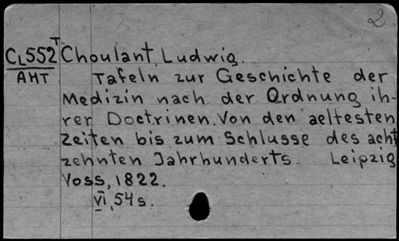 2
CL552T Choulant, Ludwig.
AHT Tafeln zur Geschichte der
Medizin nach der Ordnung ih-
rer Doctrinen. Von den aeltesten
Zeiten bis zum Schlusse des acht
zehnten Jahrhunderts. Leipzig
Voss, 1822.
VI, 54 s.